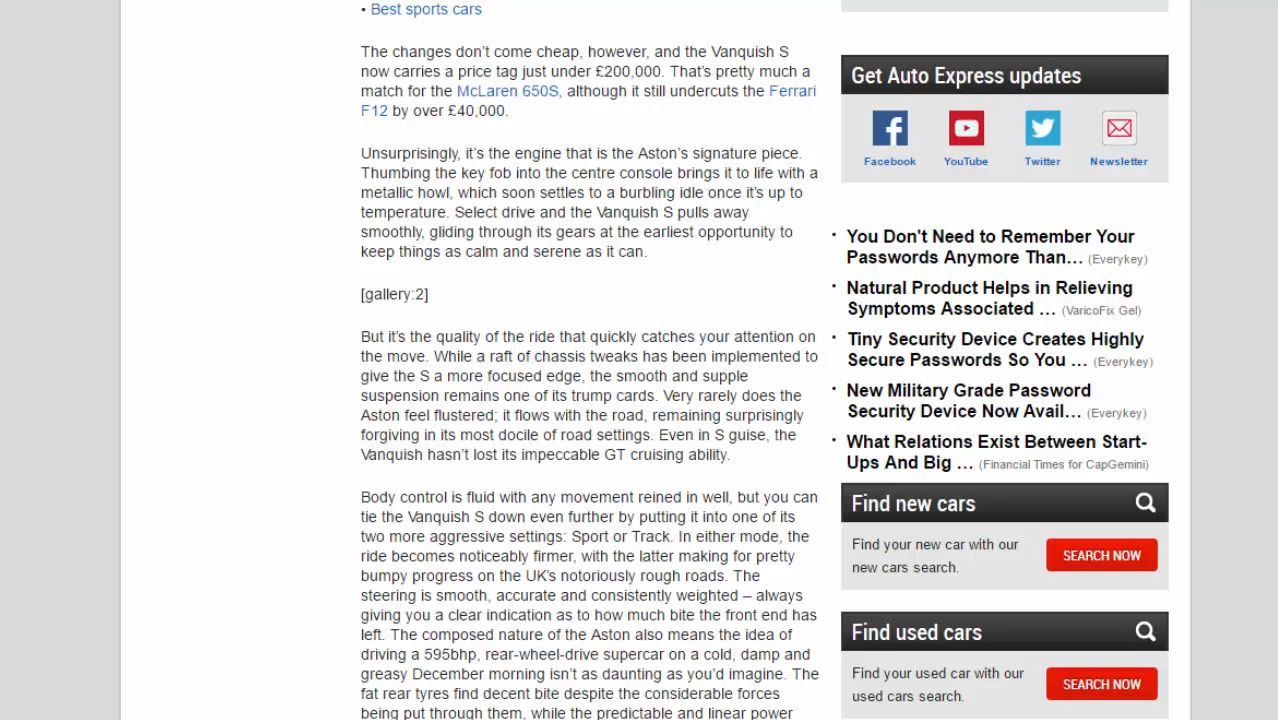 • Best sports cars
The changes don't come cheap, however, and the Vanquish S
now carries a price tag just under £200,000. That's pretty much a
match for the McLaren 650S, although it still undercuts the Ferrari
F12 by over £40,000.
Unsurprisingly, it's the engine that is the Aston's signature piece.
Thumbing the key fob into the centre console brings it to life with a
metallic howl, which soon settles to a burbling idle once it's up to
temperature. Select drive and the Vanquish S pulls away
smoothly, gliding through its gears at the earliest opportunity to
keep things as calm and serene as it can.
[gallery:2]
But it's the quality of the ride that quickly catches your attention on
the move. While a raft of chassis tweaks has been implemented to
give the S a more focused edge, the smooth and supple
suspension remains one of its trump cards. Very rarely does the
Aston feel flustered; it flows with the road, remaining surprisingly
forgiving in its most docile of road settings. Even in S guise, the
Vanquish hasn't lost its impeccable GT cruising ability.
Body control is fluid with any movement reined in well, but you can
tie the Vanquish S down even further by putting it into one of its
two more aggressive settings: Sport or Track. In either mode, the
ride becomes noticeably firmer, with the latter making for pretty
bumpy progress on the UK's notoriously rough roads. The
steering is smooth, accurate and consistently weighted – always
giving you a clear indication as to how much bite the front end has
left. The composed nature of the Aston also means the idea of
driving a 595bhp, rear-wheel-drive supercar on a cold, damp and
greasy December morning isn't as daunting as you'd imagine. The
fat rear tyres find decent bite despite the considerable forces
being put through them, while the predictable and linear power
Get Auto Express updates
Facebook YouTube Twitter Newsletter
• You Don't Need to Remember Your
Passwords Anymore Than… (Everykey)
• Natural Product Helps in Relieving
Symptoms Associated … (VaricoFix Gel)
• Tiny Security Device Creates Highly
Secure Passwords So You … (Everykey)
• New Military Grade Password
Security Device Now Avail… (Everykey)
• What Relations Exist Between Start-
Ups And Big … (Financial Times for CapGemini)
Find new cars
Find your new car with our
new cars search.
SEARCH NOW
Find used cars
Find your used car with our
used cars search.
SEARCH NOW